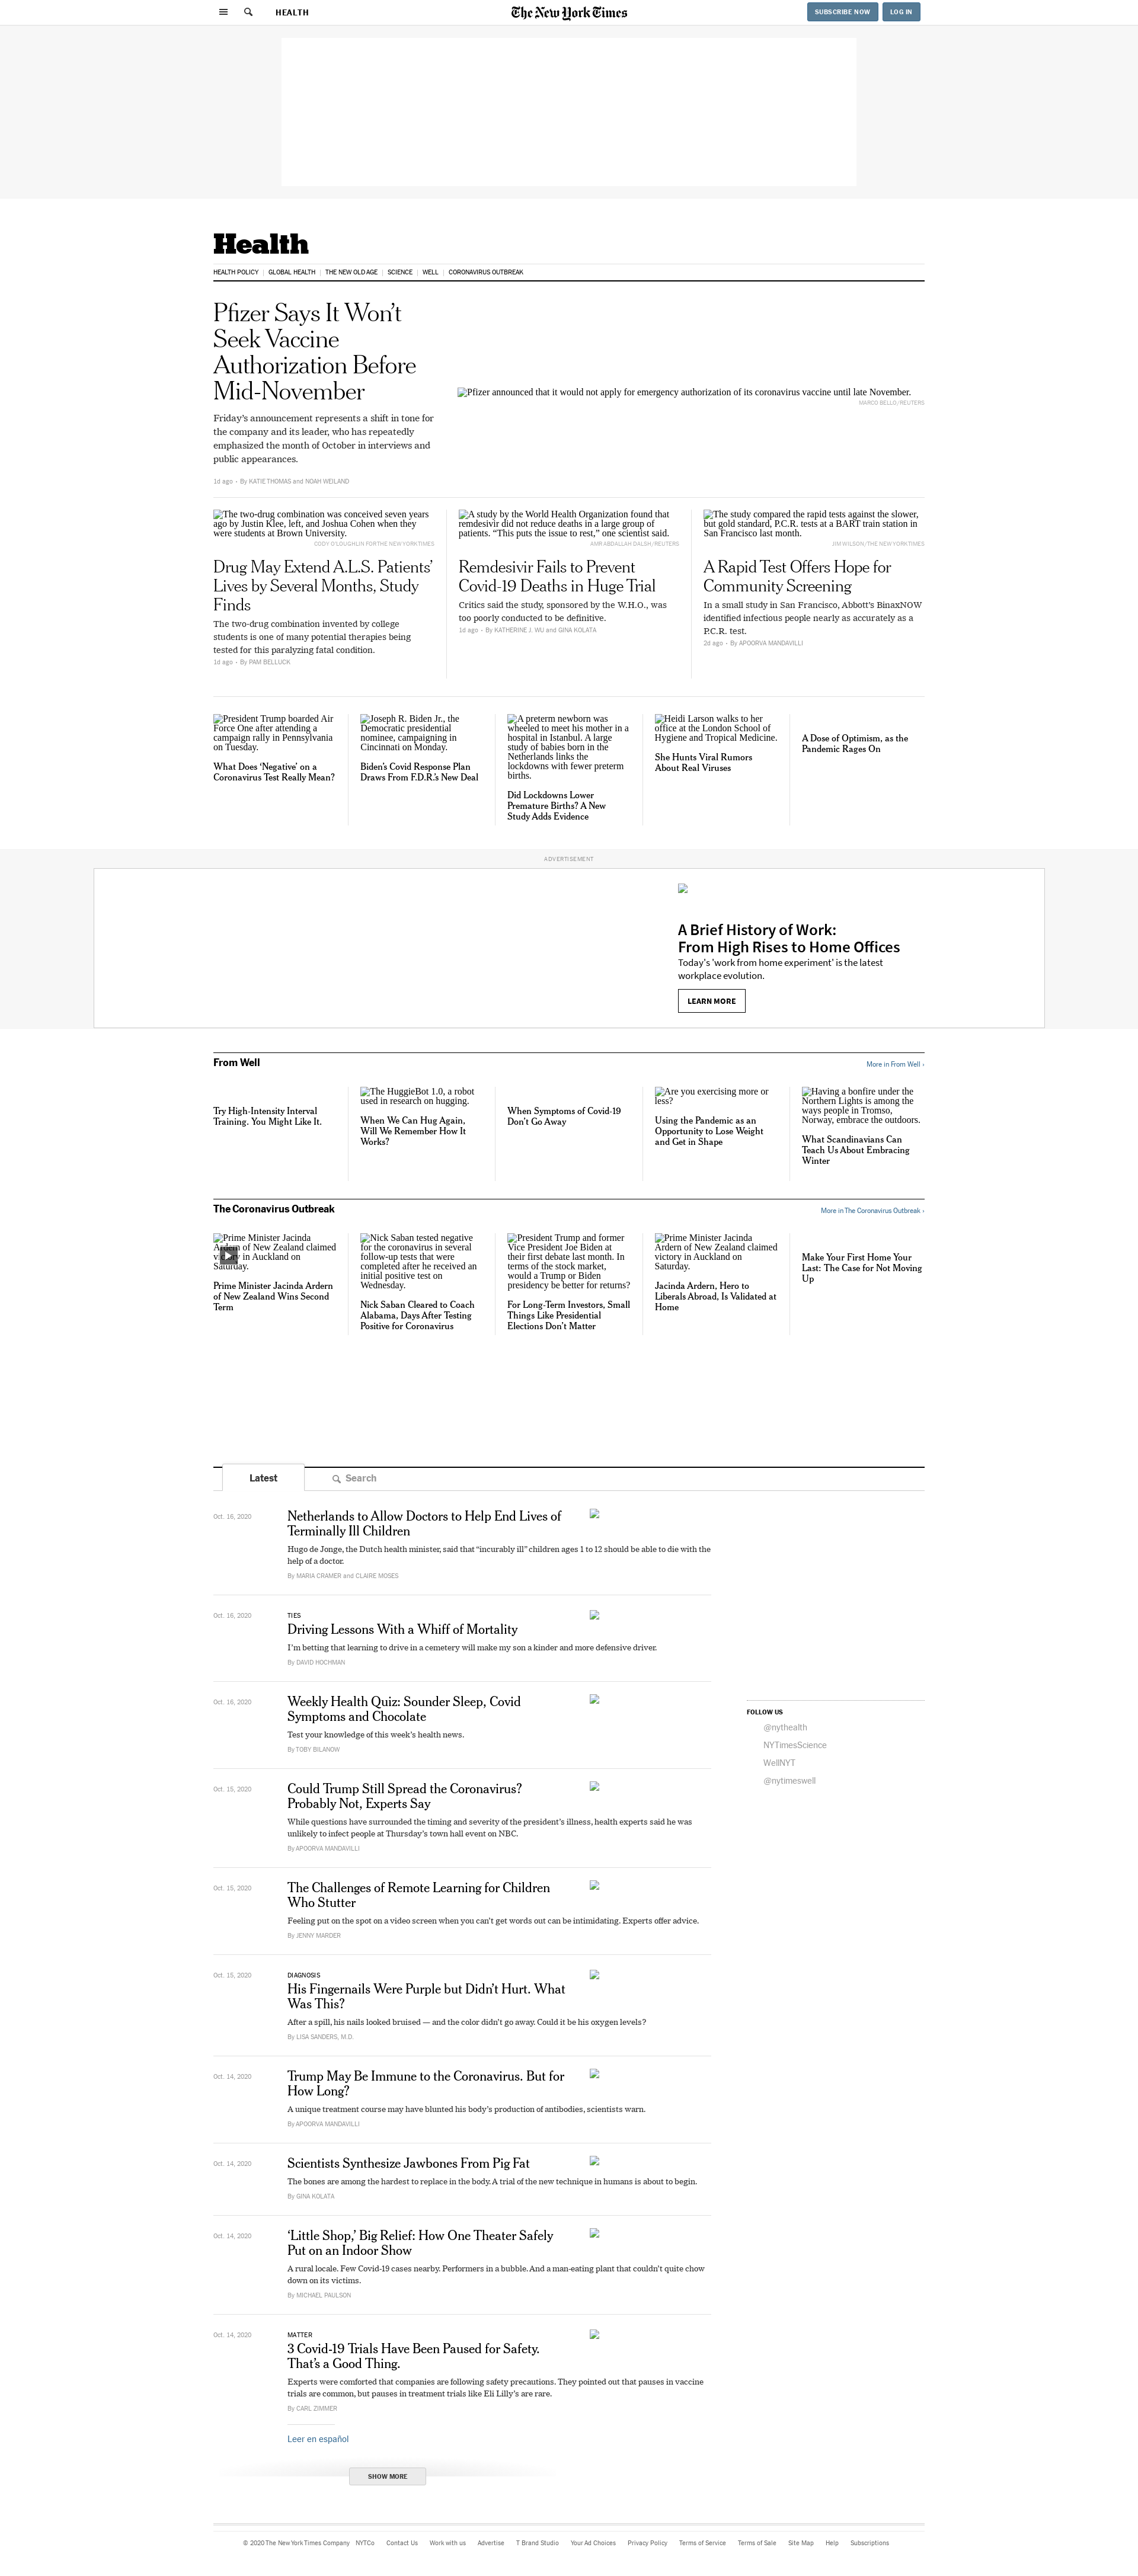 HEALTH
The New York Times
SUBSCRIBE NOW
LOG IN
Health
HEALTH POLICY
GLOBAL HEALTH
THE NEW OLD AGE
SCIENCE
WELL
CORONAVIRUS OUTBREAK
Pfizer Says It Won’t
Seek Vaccine
Authorization Before
Mid-November
Friday’s announcement represents a shift in tone for
the company and its leader, who has repeatedly
emphasized the month of October in interviews and
public appearances.
1d ago • By KATIE THOMAS and NOAH WEILAND
Pfizer announced that it would not apply for emergency authorization of its coronavirus vaccine until late November.
MARCO BELLO/REUTERS
The two-drug combination was conceived seven years
ago by Justin Klee, left, and Joshua Cohen when they
were students at Brown University.
CODY O'LOUGHLIN FOR THE NEW YORK TIMES
Drug May Extend A.L.S. Patients’
Lives by Several Months, Study
Finds
The two-drug combination invented by college
students is one of many potential therapies being
tested for this paralyzing fatal condition.
1d ago • By PAM BELLUCK
A study by the World Health Organization found that
remdesivir did not reduce deaths in a large group of
patients. “This puts the issue to rest,” one scientist said.
AMR ABDALLAH DALSH/REUTERS
Remdesivir Fails to Prevent
Covid-19 Deaths in Huge Trial
Critics said the study, sponsored by the W.H.O., was
too poorly conducted to be definitive.
1d ago • By KATHERINE J. WU and GINA KOLATA
The study compared the rapid tests against the slower,
but gold standard, P.C.R. tests at a BART train station in
San Francisco last month.
JIM WILSON/THE NEW YORK TIMES
A Rapid Test Offers Hope for
Community Screening
In a small study in San Francisco, Abbott’s BinaxNOW
identified infectious people nearly as accurately as a
P.C.R. test.
2d ago • By APOORVA MANDAVILLI
President Trump boarded Air
Force One after attending a
campaign rally in Pennsylvania
on Tuesday.
What Does ‘Negative’ on a
Coronavirus Test Really Mean?
Joseph R. Biden Jr., the
Democratic presidential
nominee, campaigning in
Cincinnati on Monday.
Biden’s Covid Response Plan
Draws From F.D.R.’s New Deal
A preterm newborn was
wheeled to meet his mother in a
hospital in Istanbul. A large
study of babies born in the
Netherlands links the
lockdowns with fewer preterm
births.
Did Lockdowns Lower
Premature Births? A New
Study Adds Evidence
Heidi Larson walks to her
office at the London School of
Hygiene and Tropical Medicine.
She Hunts Viral Rumors
About Real Viruses
A Dose of Optimism, as the
Pandemic Rages On
ADVERTISEMENT
A Brief History of Work:
From High Rises to Home Offices
Today's 'work from home experiment' is the latest
workplace evolution.
LEARN MORE
From Well
More in From Well ›
Try High-Intensity Interval
Training. You Might Like It.
The HuggieBot 1.0, a robot
used in research on hugging.
When We Can Hug Again,
Will We Remember How It
Works?
When Symptoms of Covid-19
Don’t Go Away
Are you exercising more or
less?
Using the Pandemic as an
Opportunity to Lose Weight
and Get in Shape
Having a bonfire under the
Northern Lights is among the
ways people in Tromso,
Norway, embrace the outdoors.
What Scandinavians Can
Teach Us About Embracing
Winter
The Coronavirus Outbreak
More in The Coronavirus Outbreak ›
Prime Minister Jacinda
Ardern of New Zealand claimed
victory in Auckland on
Saturday.
Prime Minister Jacinda Ardern
of New Zealand Wins Second
Term
Nick Saban tested negative
for the coronavirus in several
follow-up tests that were
completed after he received an
initial positive test on
Wednesday.
Nick Saban Cleared to Coach
Alabama, Days After Testing
Positive for Coronavirus
President Trump and former
Vice President Joe Biden at
their first debate last month. In
terms of the stock market,
would a Trump or Biden
presidency be better for returns?
For Long-Term Investors, Small
Things Like Presidential
Elections Don’t Matter
Prime Minister Jacinda
Ardern of New Zealand claimed
victory in Auckland on
Saturday.
Jacinda Ardern, Hero to
Liberals Abroad, Is Validated at
Home
Make Your First Home Your
Last: The Case for Not Moving
Up
Latest
Search
Oct. 16, 2020
Netherlands to Allow Doctors to Help End Lives of
Terminally Ill Children
Hugo de Jonge, the Dutch health minister, said that “incurably ill” children ages 1 to 12 should be able to die with the
help of a doctor.
By MARIA CRAMER and CLAIRE MOSES
Oct. 16, 2020
TIES
Driving Lessons With a Whiff of Mortality
I’m betting that learning to drive in a cemetery will make my son a kinder and more defensive driver.
By DAVID HOCHMAN
Oct. 16, 2020
Weekly Health Quiz: Sounder Sleep, Covid
Symptoms and Chocolate
Test your knowledge of this week’s health news.
By TOBY BILANOW
FOLLOW US
@nythealth
NYTimesScience
WellNYT
@nytimeswell
Oct. 15, 2020
Could Trump Still Spread the Coronavirus?
Probably Not, Experts Say
While questions have surrounded the timing and severity of the president’s illness, health experts said he was
unlikely to infect people at Thursday’s town hall event on NBC.
By APOORVA MANDAVILLI
Oct. 15, 2020
The Challenges of Remote Learning for Children
Who Stutter
Feeling put on the spot on a video screen when you can’t get words out can be intimidating. Experts offer advice.
By JENNY MARDER
Oct. 15, 2020
DIAGNOSIS
His Fingernails Were Purple but Didn’t Hurt. What
Was This?
After a spill, his nails looked bruised — and the color didn’t go away. Could it be his oxygen levels?
By LISA SANDERS, M.D.
Oct. 14, 2020
Trump May Be Immune to the Coronavirus. But for
How Long?
A unique treatment course may have blunted his body’s production of antibodies, scientists warn.
By APOORVA MANDAVILLI
Oct. 14, 2020
Scientists Synthesize Jawbones From Pig Fat
The bones are among the hardest to replace in the body. A trial of the new technique in humans is about to begin.
By GINA KOLATA
Oct. 14, 2020
‘Little Shop,’ Big Relief: How One Theater Safely
Put on an Indoor Show
A rural locale. Few Covid-19 cases nearby. Performers in a bubble. And a man-eating plant that couldn’t quite chow
down on its victims.
By MICHAEL PAULSON
Oct. 14, 2020
MATTER
3 Covid-19 Trials Have Been Paused for Safety.
That’s a Good Thing.
Experts were comforted that companies are following safety precautions. They pointed out that pauses in vaccine
trials are common, but pauses in treatment trials like Eli Lilly’s are rare.
By CARL ZIMMER
Leer en español
SHOW MORE
© 2020 The New York Times Company
NYTCo
Contact Us
Work with us
Advertise
T Brand Studio
Your Ad Choices
Privacy Policy
Terms of Service
Terms of Sale
Site Map
Help
Subscriptions